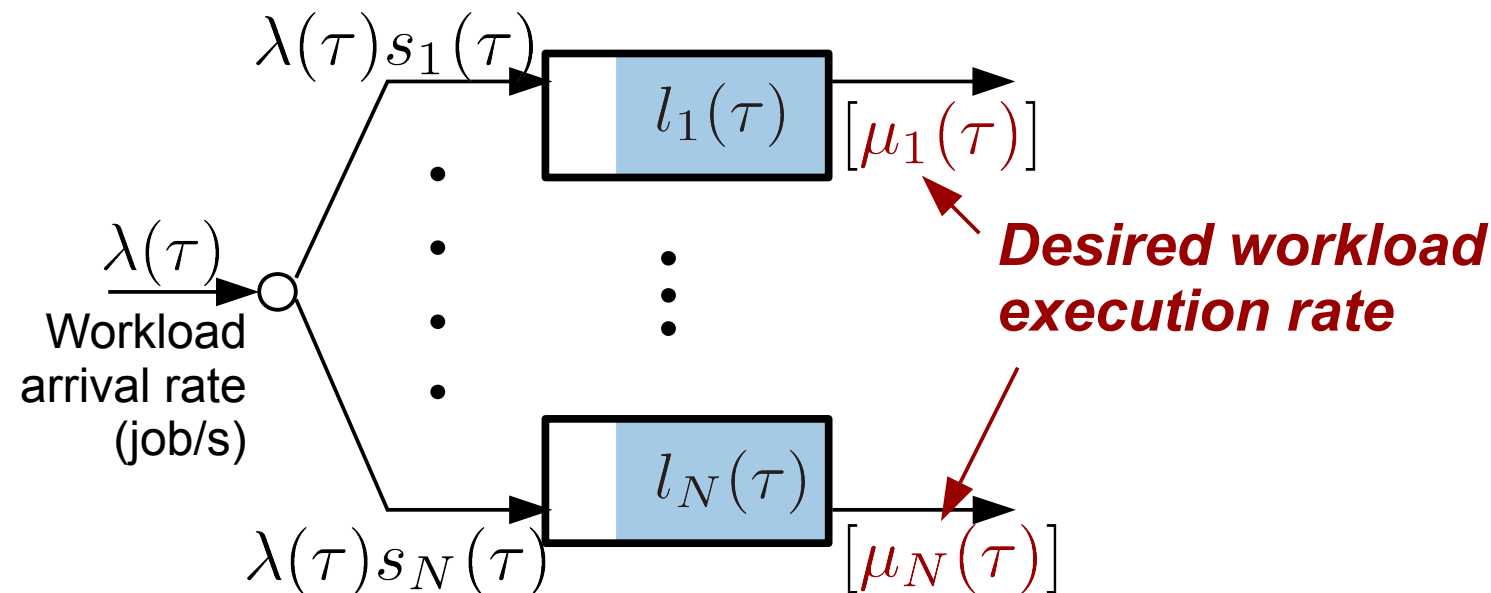 λ(τ)s₁(τ)
l₁(τ)
[μ₁(τ)]
λ(τ)
Workload
arrival rate
(job/s)
Desired workload
execution rate
l_N(τ)
λ(τ)s_N(τ)
[μ_N(τ)]